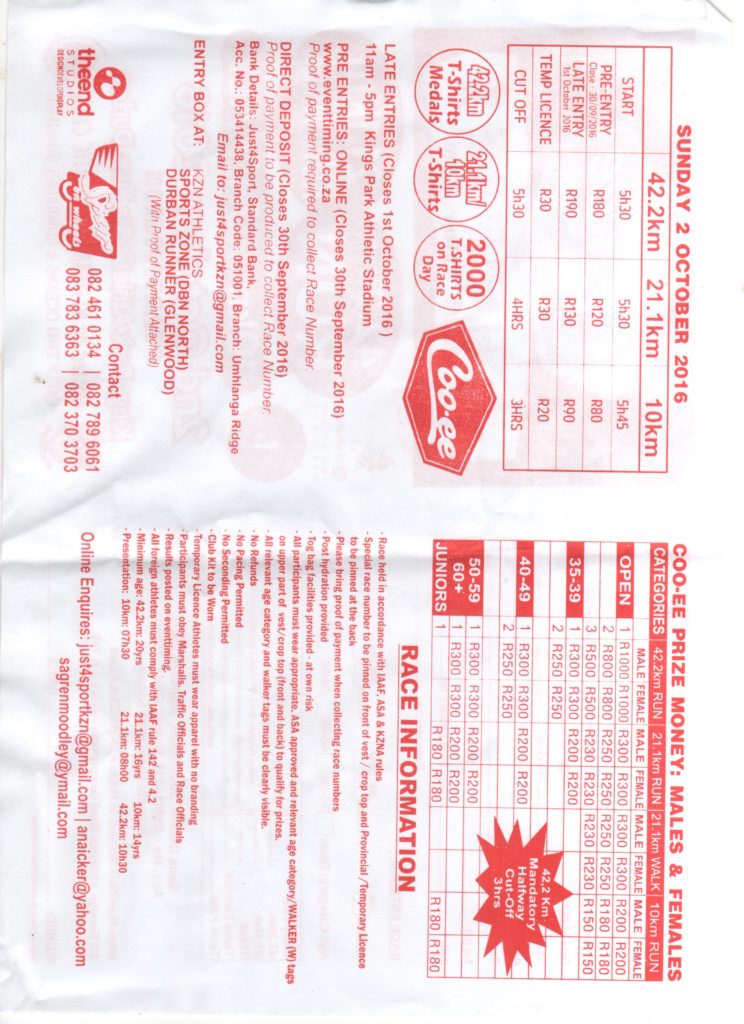 SUNDAY 2 OCTOBER 2016
42.2km 21.1km 10km
START 5h30 5h30 5h45
PRE-ENTRY R180 R120 R80
Close - 30/09/2016
LATE ENTRY R190 R130 R90
1st October 2016
TEMP LICENCE R30 R30 R20
CUT OFF 5h30 4HRS 3HRS
42.2km
T-Shirts
Medals
21.1km/
10km
T-Shirts
2000
T.SHIRTS
on Race
Day
Coo-ee
LATE ENTRIES (Closes 1st October 2016 )
11am - 5pm Kings Park Athletic Stadium
PRE ENTRIES: ONLINE (Closes 30th September 2016)
www.eventtiming.co.za
Proof of payment required to collect Race Number.
DIRECT DEPOSIT (Closes 30th September 2016)
Proof of payment to be produced to collect Race Number.
Bank Details: Just4Sport, Standard Bank,
Acc. No.: 053414438, Branch Code: 051001, Branch: Umhlanga Ridge
Email to: just4sportkzn@gmail.com
ENTRY BOX AT: KZN ATHLETICS
SPORTS ZONE (DBN NORTH)
DURBAN RUNNER (GLENWOOD)
(With Proof of Payment Attached)
theend
STUDIOS
DESIGNDEVELOPDISPLAY
on wheels
Contact
082 461 0134 | 082 789 6061
083 783 6363 | 082 370 3703
COO-EE PRIZE MONEY: MALES & FEMALES
CATEGORIES 42.2km RUN 21.1km RUN 21.1km WALK 10km RUN
MALE FEMALE MALE FEMALE MALE FEMALE MALE FEMALE
OPEN 1 R1000 R1000 R300 R300 R300 R300 R200 R200
2 R800 R800 R250 R250 R250 R250 R180 R180
3 R500 R500 R230 R230 R230 R230 R150 R150
35-39 1 R300 R300 R200 R200
2 R250 R250
40-49 1 R300 R300 R200 R200
2 R250 R250
50-59 1 R300 R300 R200 R200
60+ 1 R300 R300 R200 R200
JUNIORS 1 R180 R180 R180 R180
42,2 Km
Mandatory
Halfway
Cut-Off
3hrs
RACE INFORMATION
· Race held in accordance with IAAF, ASA & KZNA rules
· Special race number to be pinned on front of vest / crop top and Provincial /Temporary Licence
to be pinned at the back
· Please bring proof of payment when collecting race numbers
· Post hydration provided
· Tog bag facilities provided - at own risk
· All participants must wear appropriate, ASA approved and relevant age category/WALKER (W) tags
on upper part of vest/crop top (front and back) to qualify for prizes.
· All relevant age category and walker tags must be clearly visible.
· No Refunds
· No Pacing Permitted
· No Seconding Permitted
· Club Kit to be Worn
· Temporary Licence Athletes must wear apparel with no branding
· Participants must obey Marshalls, Traffic Officials and Race Officials
· Results posted on eventtiming.
· All foreign athletes must comply with IAAF rule 142 and 4.2
· Minimum age: 42.2km: 20yrs 21.1km: 16yrs 10km: 14yrs
· Presentation: 10km: 07h30 21.1km: 08h00 42.2km: 10h30
Online Enquires: just4sportkzn@gmail.com | anaicker@yahoo.com
sagrenmoodley@ymail.com